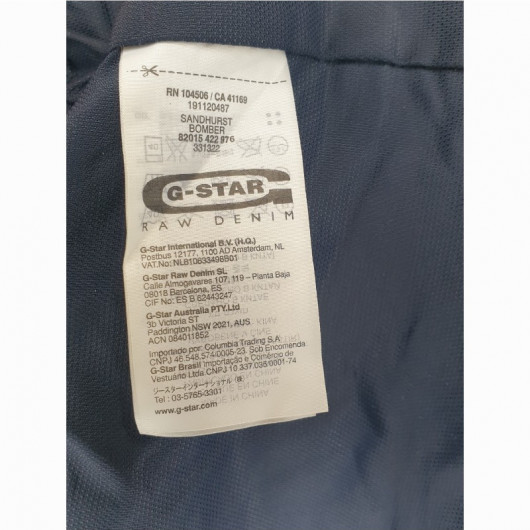 RN 104506 / CA 41169
191120487
SANDHURST
BOMBER
82015 422 876
331322
G-STAR
RAW DENIM
G-Star International B.V. (H.Q.)
Postbus 12177, 1100 AD Amsterdam, NL
VAT.No: NLB10633498B01
G-Star Raw Denim SL
Calle Almogavares 107, 119 – Planta Baja
08018 Barcelona, ES
CIF No: ES B 62443247
G-Star Australia PTY.Ltd
3b Victoria ST
Paddington NSW 2021, AUS
ACN 084011852
Importado por: Columbia Trading S.A
CNPJ 46.548.574/0005-23. Sob Encomenda
G-Star Brasil Importação e Comércio de
Vestuário Ltda CNPJ 10.337.095/0001-74
ジースターインターナショナル(株)
Tel : 03-5765-3301
www.g-star.com